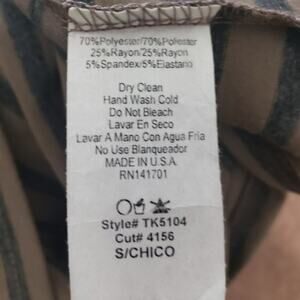 70%Polyester/70%Poliester
25%Rayon/25%Rayon
5%Spandex/5%Elastano
Dry Clean
Hand Wash Cold
Do Not Bleach
Lavar En Seco
Lavar A Mano Con Agua Fria
No Use Blanqueador
MADE IN U.S.A.
RN141701
Style# TK5104
Cut# 4156
S/CHICO